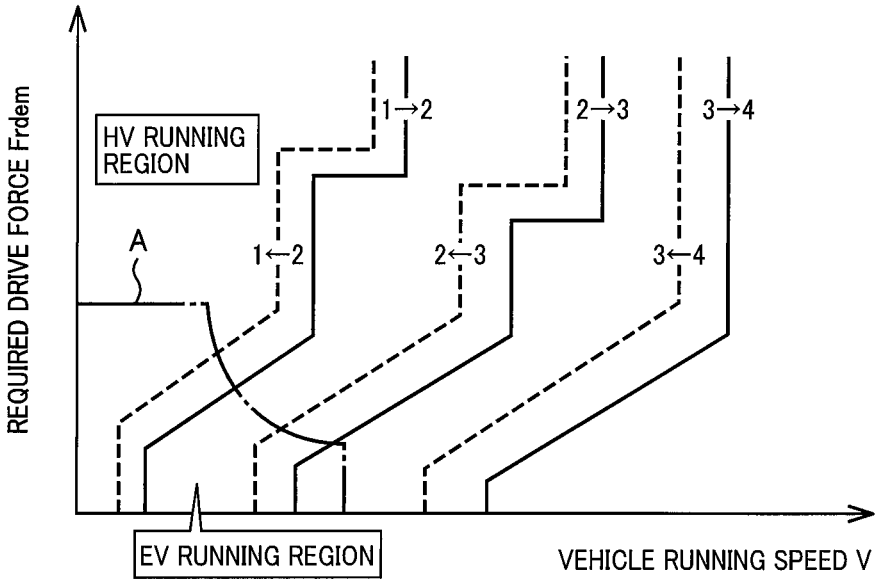 1→2
2→3
3→4
HV RUNNING
REGION
A
1←2
2←3
3←4
REQUIRED DRIVE FORCE Frdem
EV RUNNING REGION
VEHICLE RUNNING SPEED V